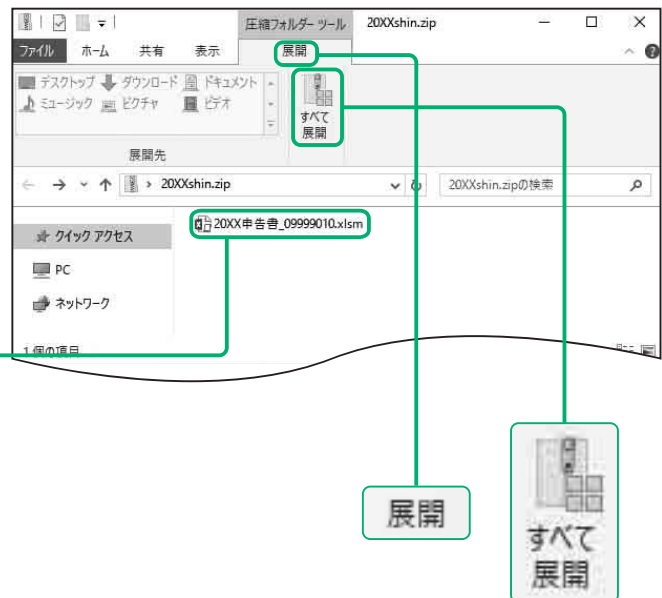 圧縮フォルダー ツール 20XXshin.zip
ファイル ホーム 共有 表示 展開
デスクトップ ダウンロード ドキュメント
ミュージック ピクチャ ビデオ
すべて
展開
展開先
20XXshin.zip 20XXshin.zipの検索
20XX申告書_09999010.xlsm
クイック アクセス
PC
ネットワーク
1 個の項目
展開
すべて
展開